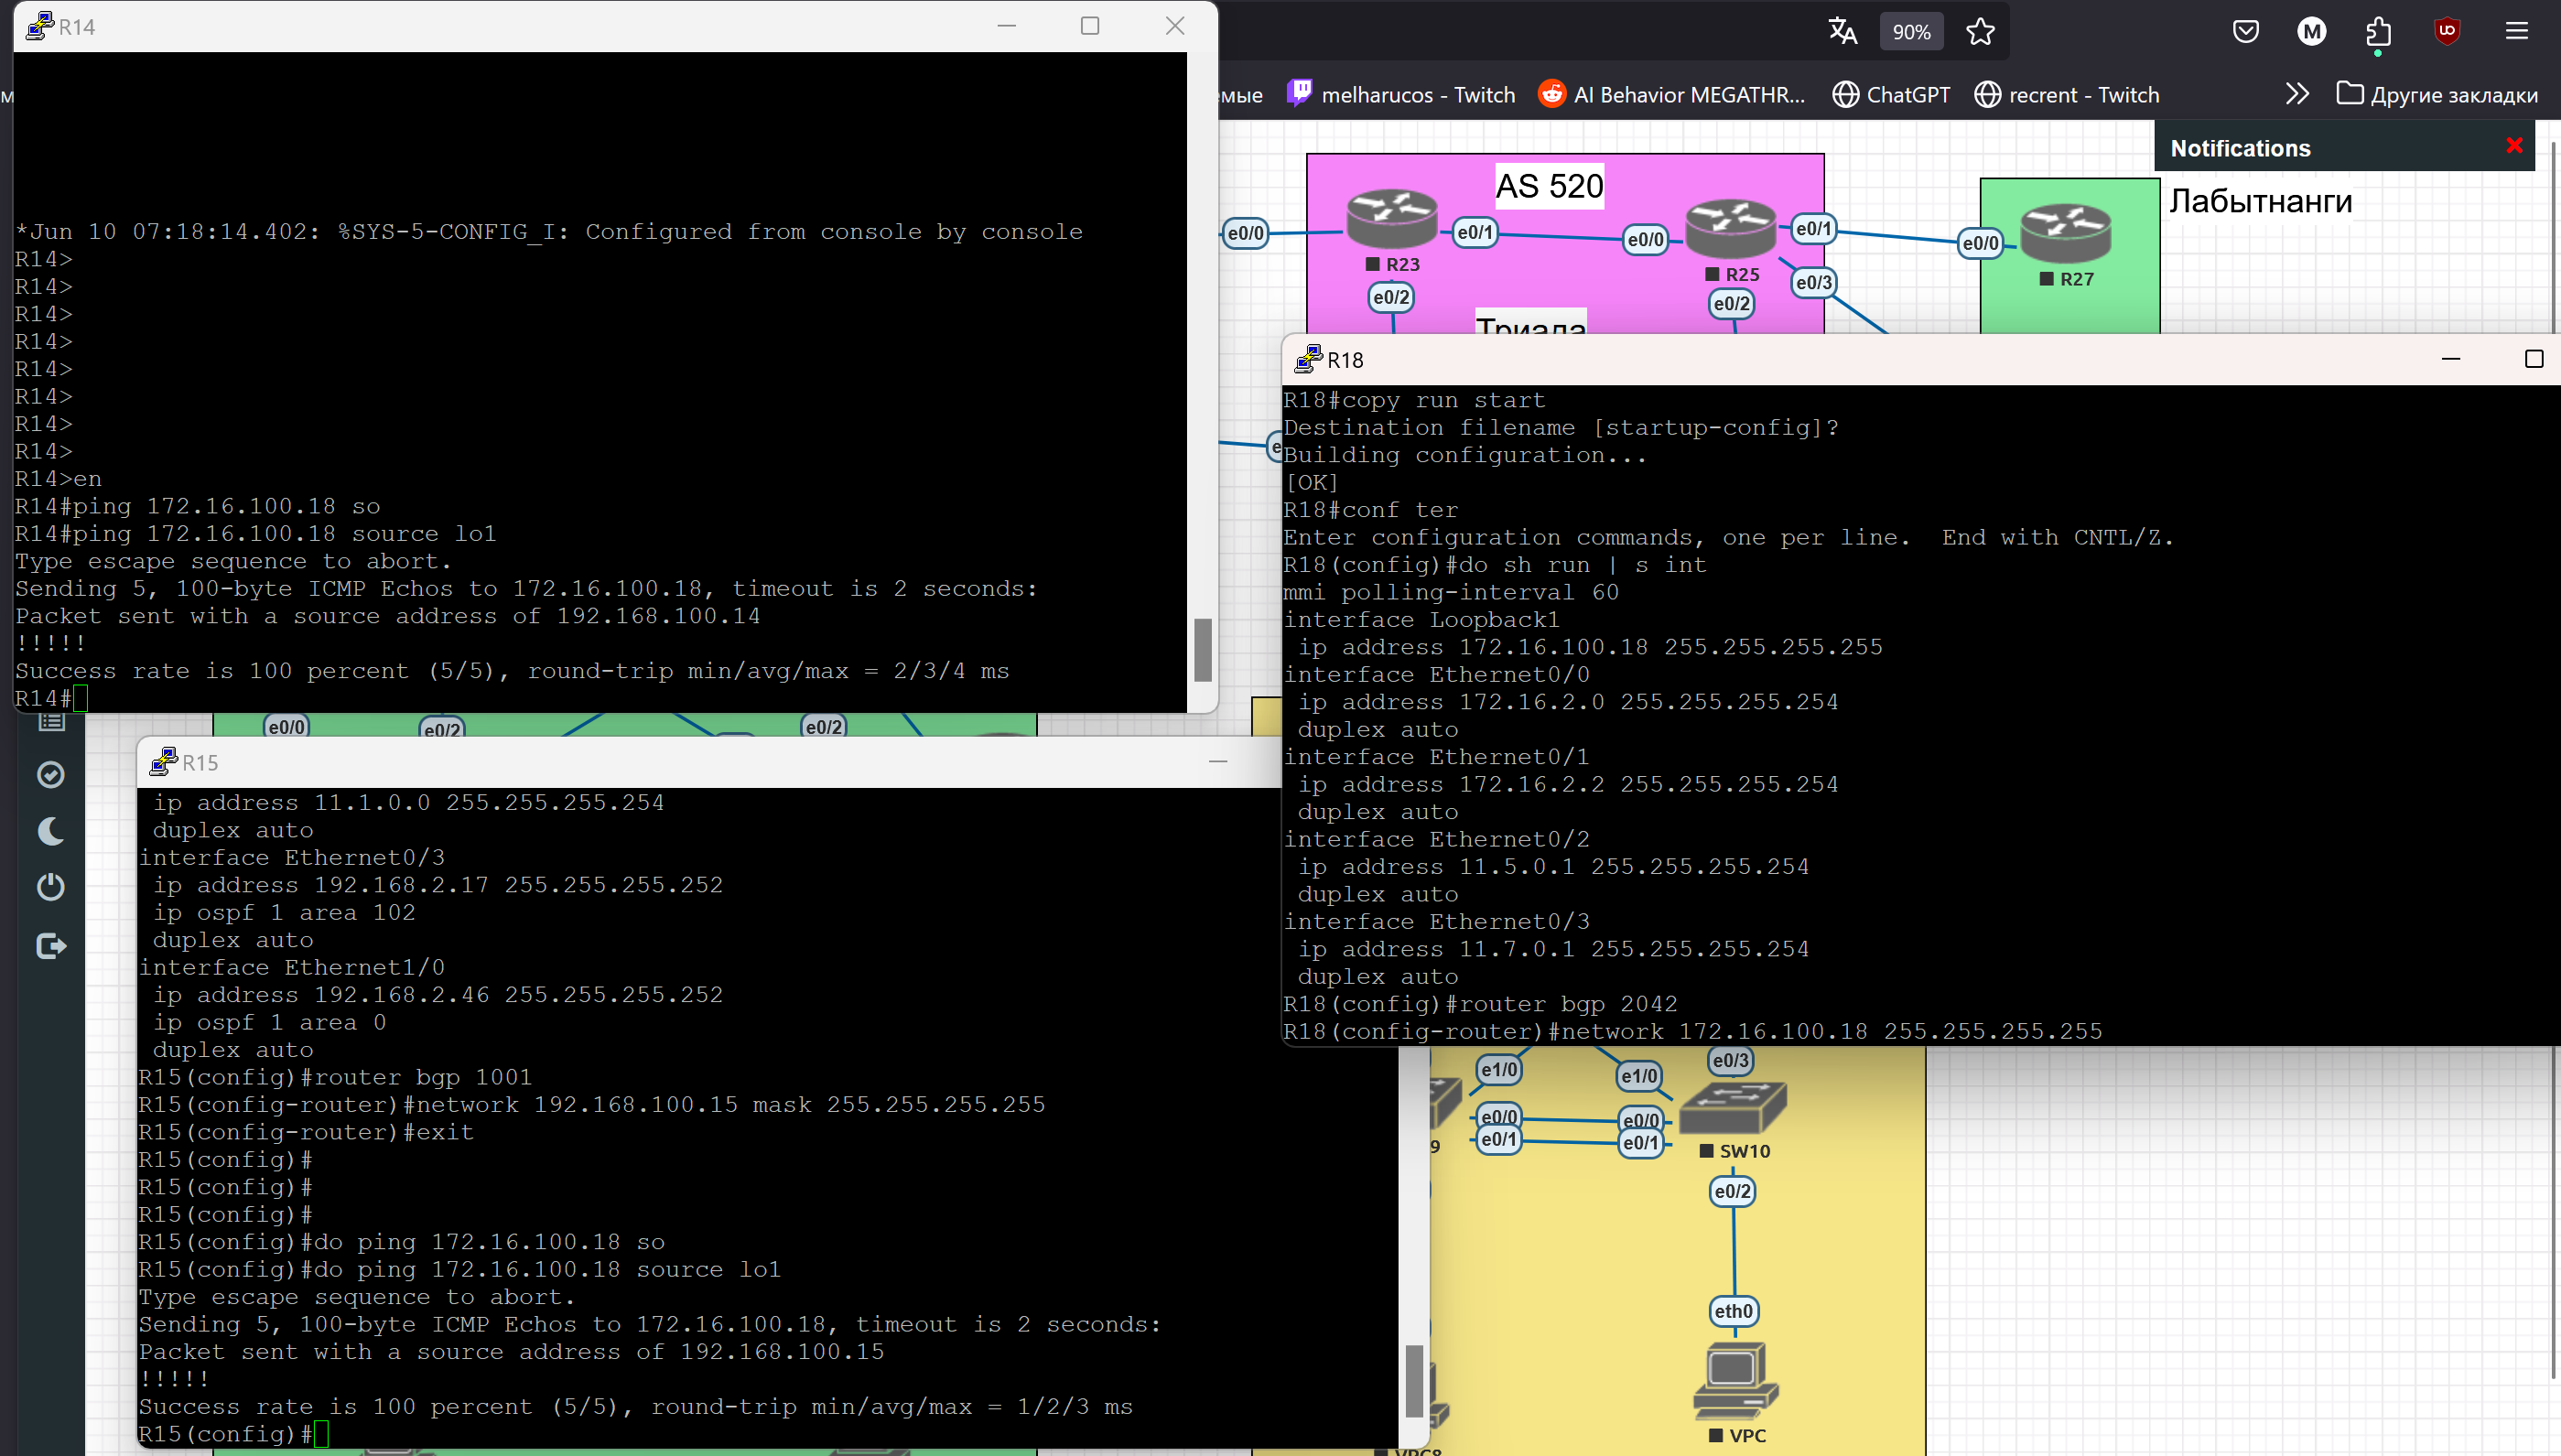 R14
*Jun 10 07:18:14.402: %SYS-5-CONFIG_I: Configured from console by console
R14>
R14>
R14>
R14>
R14>
R14>
R14>
R14>
R14>en
R14#ping 172.16.100.18 so
R14#ping 172.16.100.18 source lo1
Type escape sequence to abort.
Sending 5, 100-byte ICMP Echos to 172.16.100.18, timeout is 2 seconds:
Packet sent with a source address of 192.168.100.14
!!!!!
Success rate is 100 percent (5/5), round-trip min/avg/max = 2/3/4 ms
R14#
90%
melharucos - Twitch
AI Behavior MEGATHR...
ChatGPT
recrent - Twitch
Другие закладки
Notifications
Лабытнанги
AS 520
e0/0
R23
e0/1
e0/2
e0/0
R25
e0/1
e0/3
e0/2
e0/0
R27
Триада
R18
R18#copy run start
Destination filename [startup-config]?
Building configuration...
[OK]
R18#conf ter
Enter configuration commands, one per line.  End with CNTL/Z.
R18(config)#do sh run | s int
mmi polling-interval 60
interface Loopback1
 ip address 172.16.100.18 255.255.255.255
interface Ethernet0/0
 ip address 172.16.2.0 255.255.255.254
 duplex auto
interface Ethernet0/1
 ip address 172.16.2.2 255.255.255.254
 duplex auto
interface Ethernet0/2
 ip address 11.5.0.1 255.255.255.254
 duplex auto
interface Ethernet0/3
 ip address 11.7.0.1 255.255.255.254
 duplex auto
R18(config)#router bgp 2042
R18(config-router)#network 172.16.100.18 255.255.255.255
e0/0
e0/2
e0/2
R15
 ip address 11.1.0.0 255.255.255.254
 duplex auto
interface Ethernet0/3
 ip address 192.168.2.17 255.255.255.252
 ip ospf 1 area 102
 duplex auto
interface Ethernet1/0
 ip address 192.168.2.46 255.255.255.252
 ip ospf 1 area 0
 duplex auto
R15(config)#router bgp 1001
R15(config-router)#network 192.168.100.15 mask 255.255.255.255
R15(config-router)#exit
R15(config)#
R15(config)#
R15(config)#
R15(config)#do ping 172.16.100.18 so
R15(config)#do ping 172.16.100.18 source lo1
Type escape sequence to abort.
Sending 5, 100-byte ICMP Echos to 172.16.100.18, timeout is 2 seconds:
Packet sent with a source address of 192.168.100.15
!!!!!
Success rate is 100 percent (5/5), round-trip min/avg/max = 1/2/3 ms
R15(config)#
e1/0
e1/0
e0/3
e0/0
e0/1
e0/0
e0/1
9
SW10
e0/2
eth0
VPC